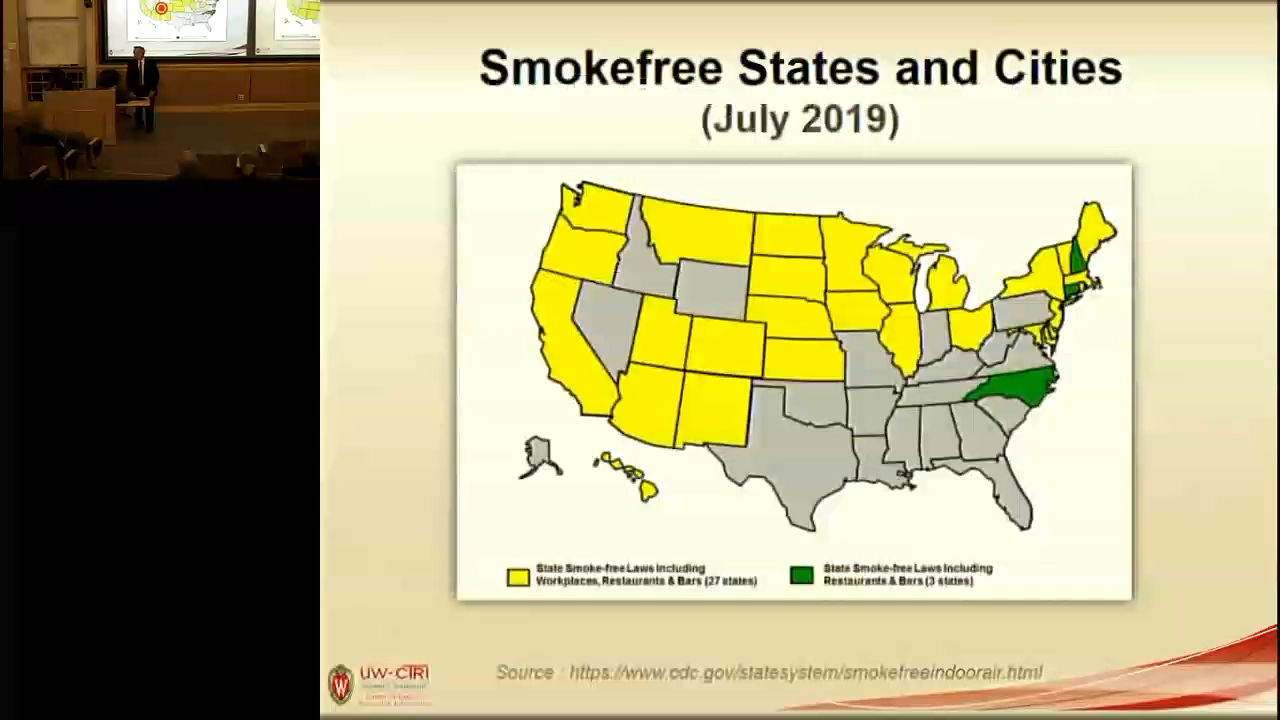 Smokefree States and Cities
(July 2019)
State Smoke-free Laws Including
Workplaces, Restaurants & Bars (27 states)
State Smoke-free Laws Including
Restaurants & Bars (3 states)
Source : https://www.cdc.gov/statesystem/smokefreeindoorair.html
W
UW-CTRI